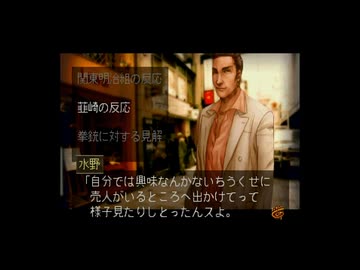 関東明治組の反応
韮崎の反応
拳銃に対する見解
水野
「自分では興味なんかないちうくせに
売人がいるところへ出かけてって
様子見たりしとったんスよ。